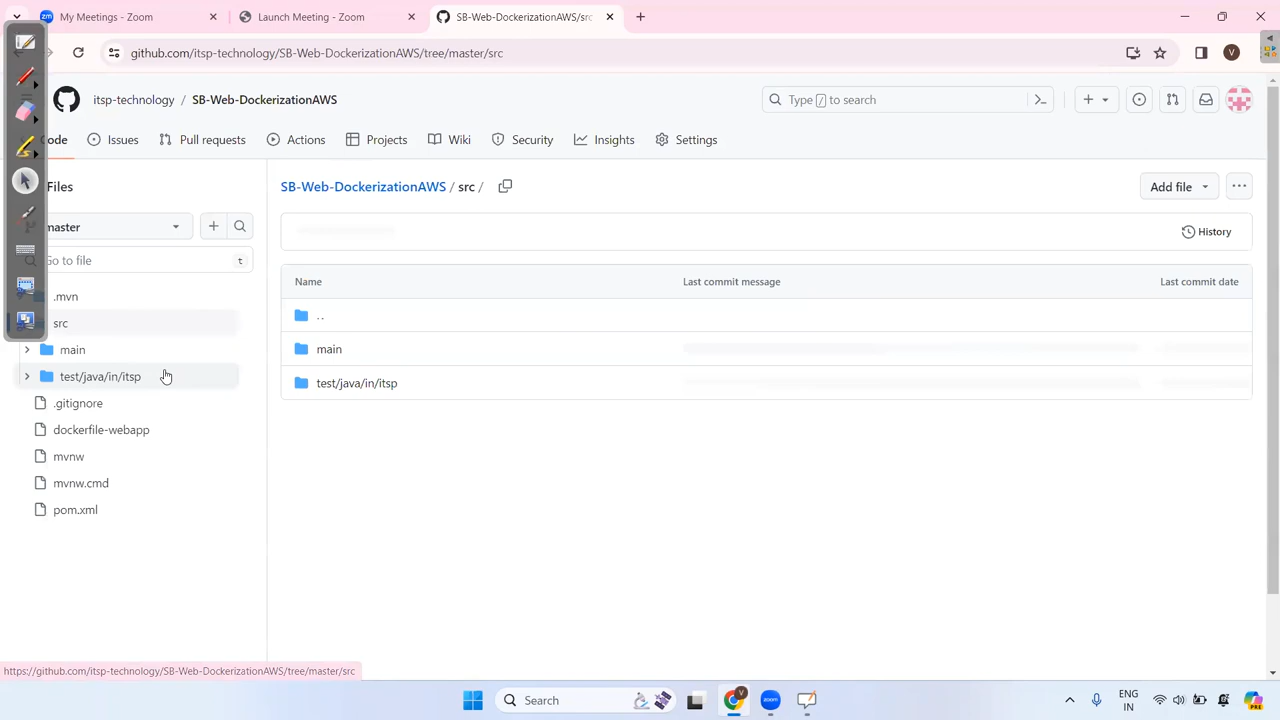 My Meetings - Zoom
Launch Meeting - Zoom
SB-Web-DockerizationAWS/src
github.com/itsp-technology/SB-Web-DockerizationAWS/tree/master/src
V
itsp-technology / SB-Web-DockerizationAWS
Type / to search
ode
Issues
Pull requests
Actions
Projects
Wiki
Security
Insights
Settings
Files
master
Go to file
t
.mvn
src
main
test/java/in/itsp
.gitignore
dockerfile-webapp
mvnw
mvnw.cmd
pom.xml
SB-Web-DockerizationAWS / src /
Add file
History
Name
Last commit message
Last commit date
..
main
test/java/in/itsp
https://github.com/itsp-technology/SB-Web-DockerizationAWS/tree/master/src
Search
V
zoom
ENG
IN
PRE